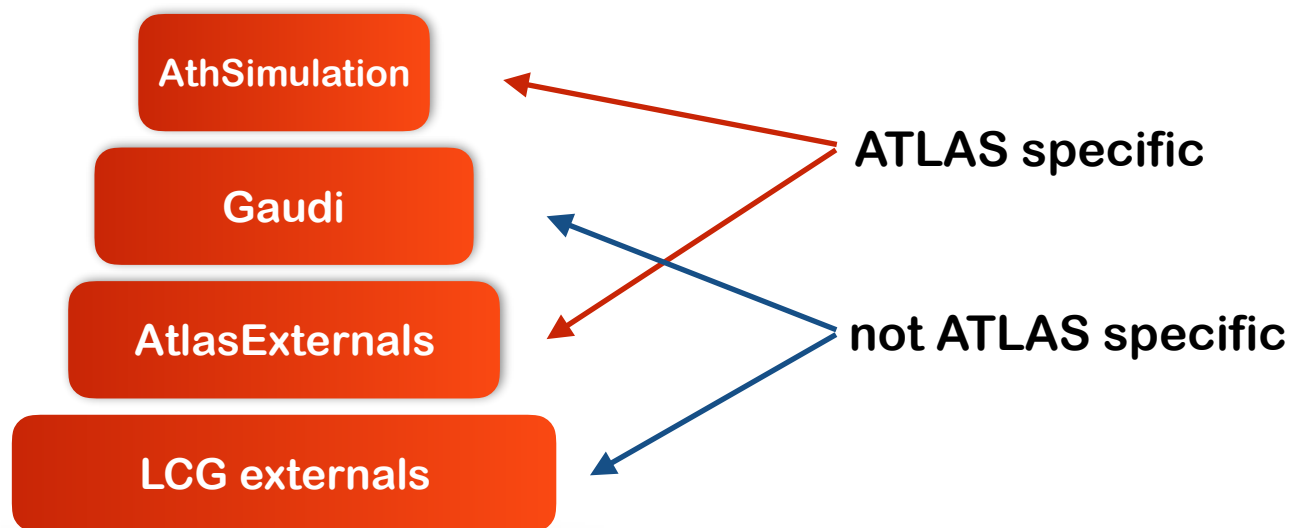 AthSimulation
Gaudi
AtlasExternals
LCG externals
ATLAS specific
not ATLAS specific